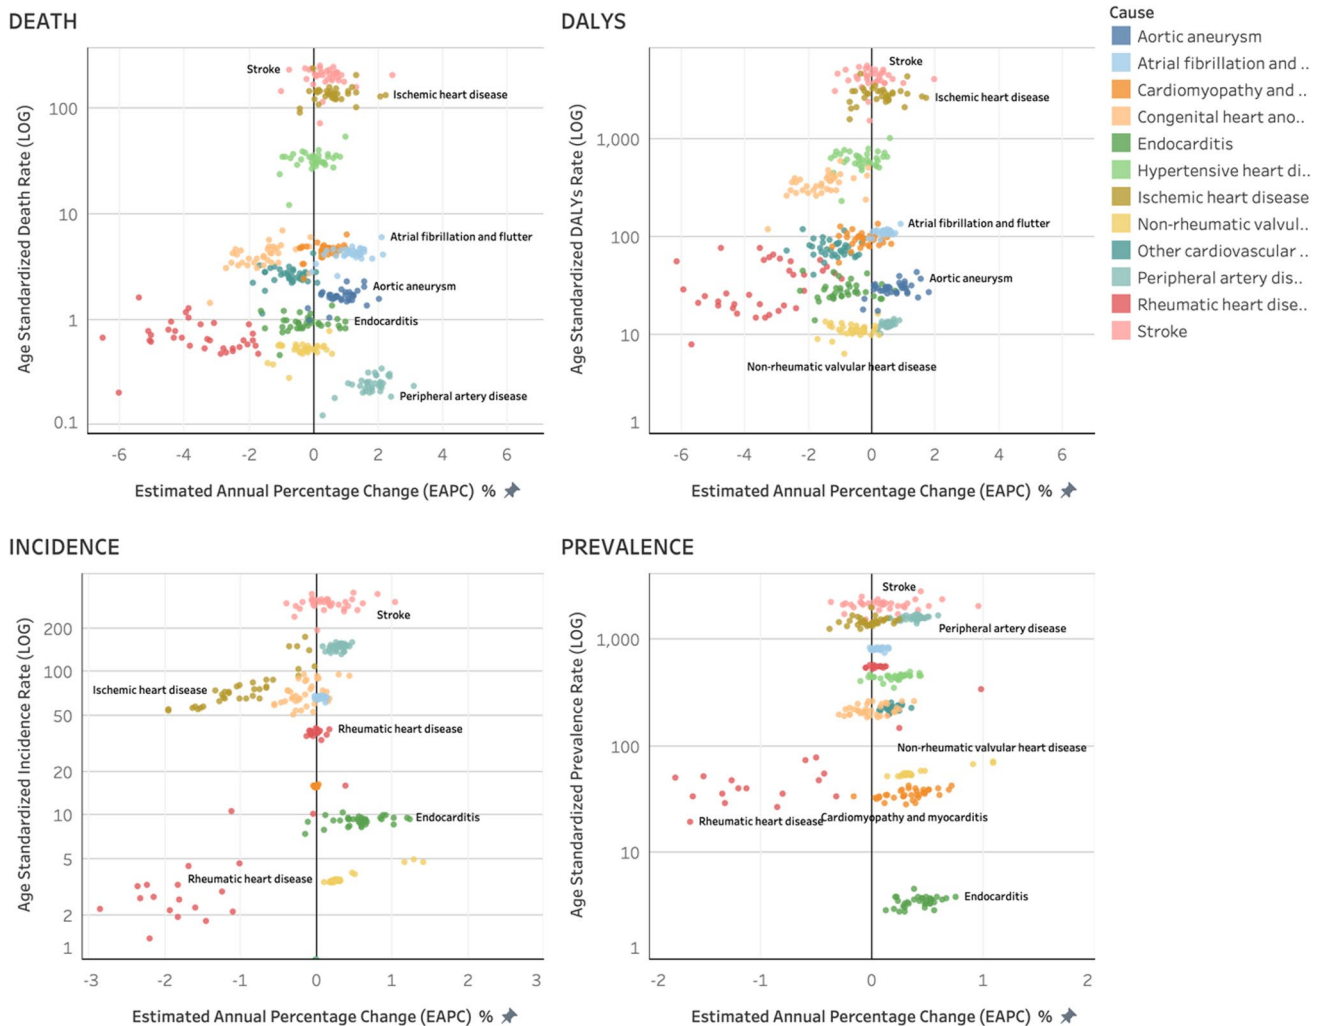 DEATH
Age Standardized Death Rate (LOG)
100
10
1
0.1
Stroke
Ischemic heart disease
Atrial fibrillation and flutter
Aortic aneurysm
Endocarditis
Peripheral artery disease
-6 -4 -2 0 2 4 6
Estimated Annual Percentage Change (EAPC) %
DALYS
Age Standardized DALYs Rate (LOG)
1,000
100
10
1
Stroke
Ischemic heart disease
Atrial fibrillation and flutter
Aortic aneurysm
Non-rheumatic valvular heart disease
-6 -4 -2 0 2 4 6
Estimated Annual Percentage Change (EAPC) %
Cause
Aortic aneurysm
Atrial fibrillation and ..
Cardiomyopathy and ..
Congenital heart ano..
Endocarditis
Hypertensive heart di..
Ischemic heart disease
Non-rheumatic valvul..
Other cardiovascular ..
Peripheral artery dis..
Rheumatic heart dise..
Stroke
INCIDENCE
Age Standardized Incidence Rate (LOG)
200
100
50
20
10
5
2
1
Stroke
Ischemic heart disease
Rheumatic heart disease
Endocarditis
Rheumatic heart disease
-3 -2 -1 0 1 2 3
Estimated Annual Percentage Change (EAPC) %
PREVALENCE
Age Standardized Prevalence Rate (LOG)
1,000
100
10
1
Stroke
Peripheral artery disease
Non-rheumatic valvular heart disease
Rheumatic heart disease
Cardiomyopathy and myocarditis
Endocarditis
-2 -1 0 1 2
Estimated Annual Percentage Change (EAPC) %